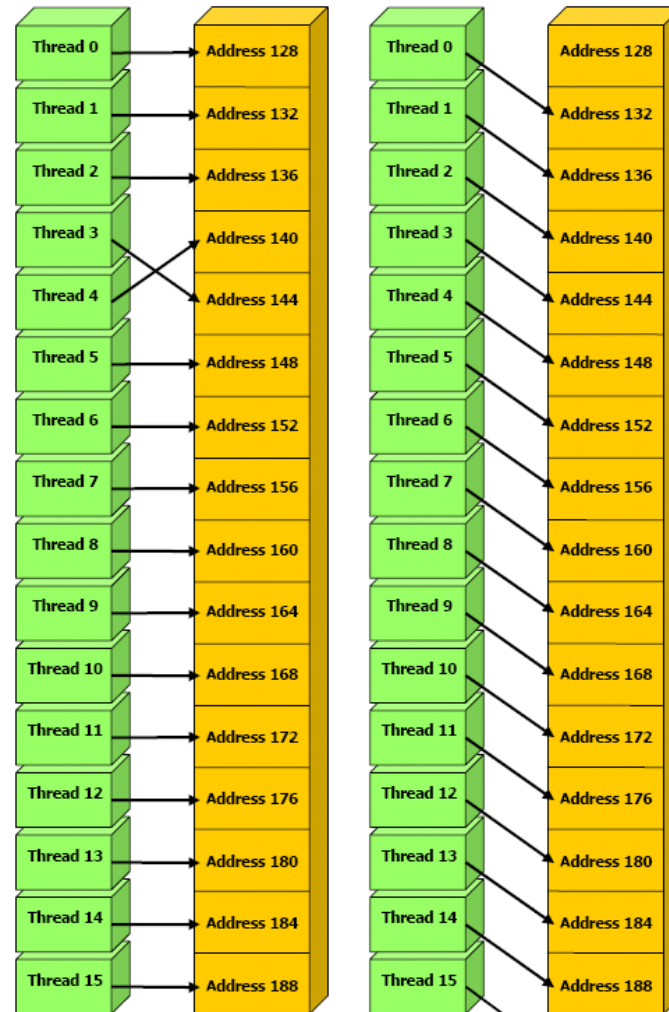 Thread 0 Address 128 Thread 0 Address 128
Thread 1 Address 132 Thread 1 Address 132
Thread 2 Address 136 Thread 2 Address 136
Thread 3 Address 140 Thread 3 Address 140
Thread 4 Address 144 Thread 4 Address 144
Thread 5 Address 148 Thread 5 Address 148
Thread 6 Address 152 Thread 6 Address 152
Thread 7 Address 156 Thread 7 Address 156
Thread 8 Address 160 Thread 8 Address 160
Thread 9 Address 164 Thread 9 Address 164
Thread 10 Address 168 Thread 10 Address 168
Thread 11 Address 172 Thread 11 Address 172
Thread 12 Address 176 Thread 12 Address 176
Thread 13 Address 180 Thread 13 Address 180
Thread 14 Address 184 Thread 14 Address 184
Thread 15 Address 188 Thread 15 Address 188